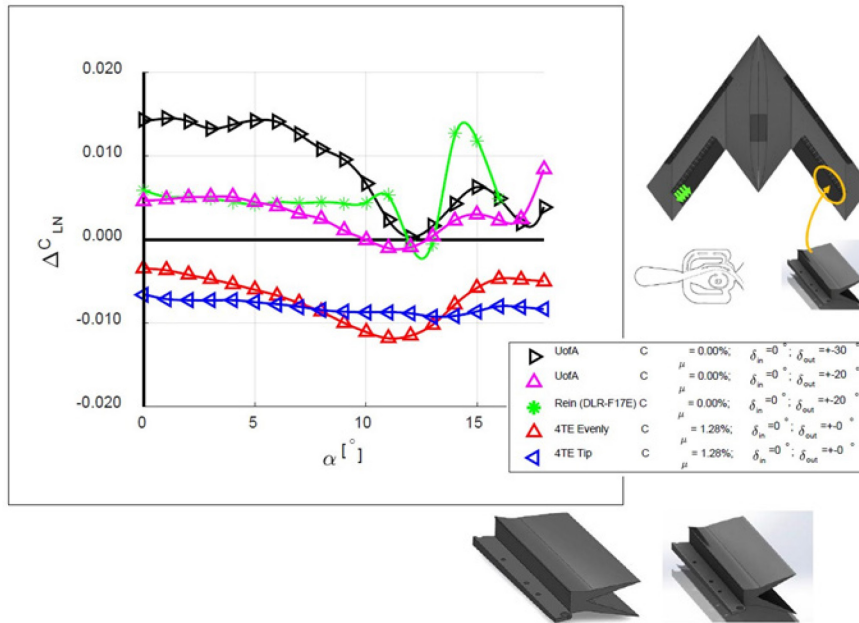 0.020
0.010
0.000
-0.010
-0.020
Δ C LN
0 5 10 15
α [°]
UofA C μ = 0.00%; δ in =0 °; δ out =+-30 °
UofA C μ = 0.00%; δ in =0 °; δ out =+-20 °
Rein (DLR-F17E) C μ = 0.00%; δ in =0 °; δ out =+-20 °
4TE Evenly C μ = 1.28%; δ in =0 °; δ out =+-0 °
4TE Tip C μ = 1.28%; δ in =0 °; δ out =+-0 °